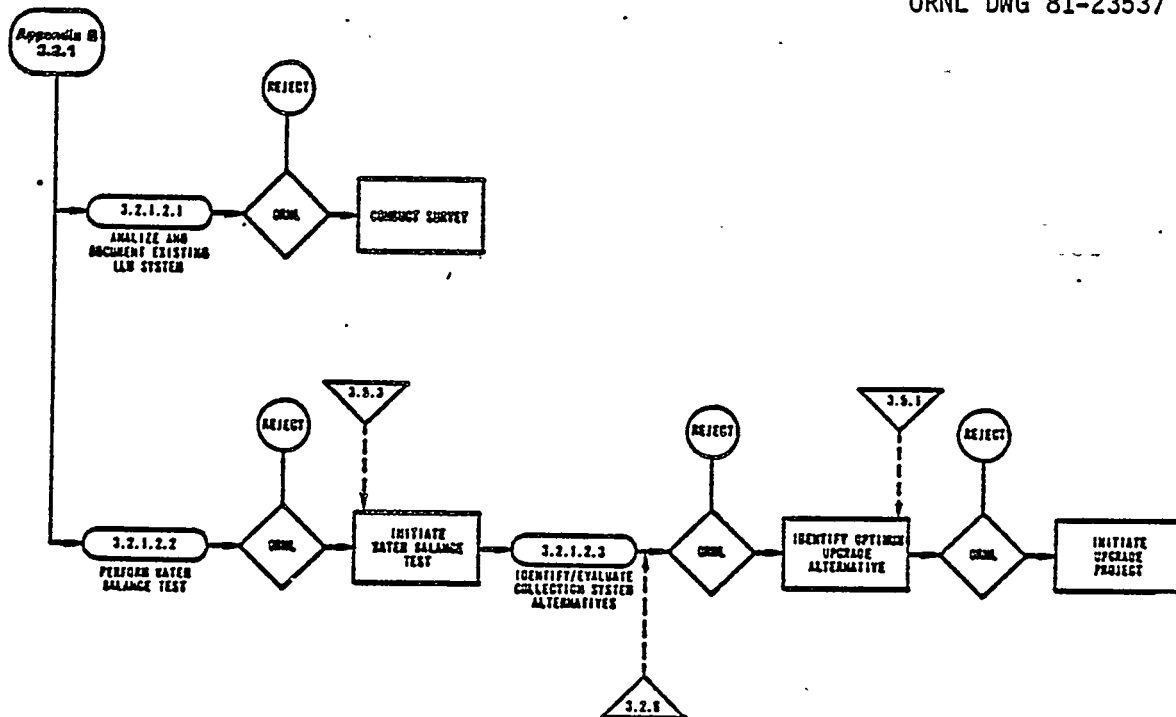 ORNL DWG 81-23537
Appendix B
3.2.1
REJECT
3.2.1.2.1
ORNL
CONDUCT SURVEY
ANALIZE AND
DOCUMENT EXISTING
LLW SYSTEM
3.5.3
3.5.1
REJECT
REJECT
REJECT
3.2.1.2.2
ORNL
INITIATE
WATER BALANCE
TEST
3.2.1.2.3
ORNL
IDENTIFY OPTIMUM
UPGRADE
ALTERNATIVE
ORNL
INITIATE
UPGRADE
PROJECT
PERFORM WATER
BALANCE TEST
IDENTIFY/EVALUATE
COLLECTION SYSTEM
ALTERNATIVES